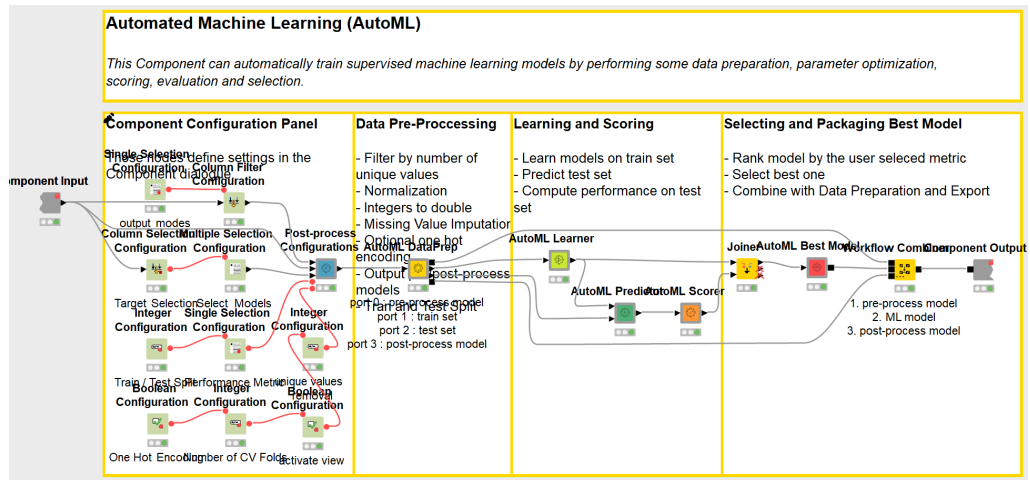 Automated Machine Learning (AutoML)
This Component can automatically train supervised machine learning models by performing some data preparation, parameter optimization,
scoring, evaluation and selection.
Component Configuration Panel
These nodes define settings in the
Component dialogue
Data Pre-Proccessing
- Filter by number of
unique values
- Normalization
- Integers to double
- Missing Value Imputation
- Optional one hot
encoding
- Output post-process
models
- Tran and Test Split
Learning and Scoring
- Learn models on train set
- Predict test set
- Compute performance on test
set
Selecting and Packaging Best Model
- Rank model by the user seleced metric
- Select best one
- Combine with Data Preparation and Export
Component Input
Single Selection
Configuration
output modes
Column Filter
Configuration
Column Selection
Configuration
Target Selection
Multiple Selection
Configuration
Select Models
Post-process
Configurations
Integer
Configuration
Train / Test Split
Single Selection
Configuration
Performance Metric
Integer
Configuration
unique values
removal
Boolean
Configuration
One Hot Encoding
Integer
Configuration
Number of CV Folds
Boolean
Configuration
activate view
AutoML DataPrep
port 0 : pre-process model
port 1 : train set
port 2 : test set
port 3 : post-process model
AutoML Learner
AutoML Predictor
AutoML Scorer
Joiner
AutoML Best Model
Workflow Combiner
1. pre-process model
2. ML model
3. post-process model
Component Output